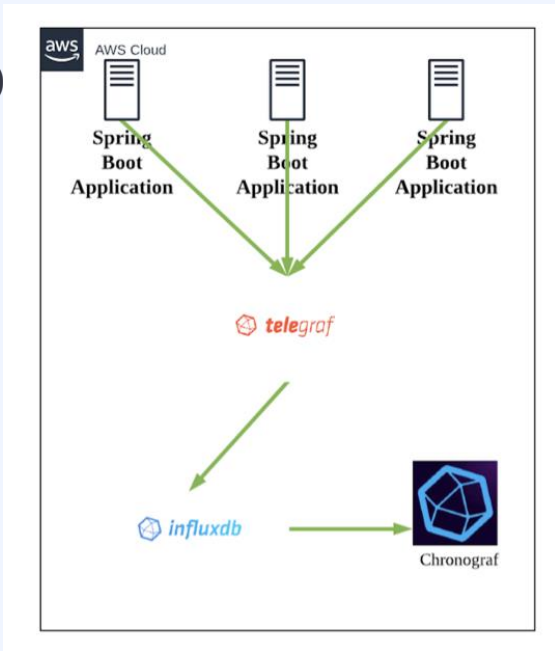 aws
AWS Cloud
Spring
Boot
Application
Spring
Boot
Application
Spring
Boot
Application
telegraf
influxdb
Chronograf